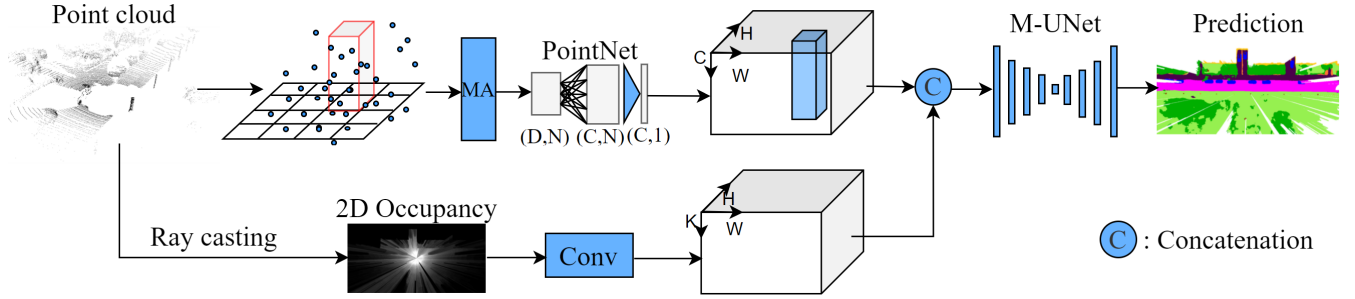 Point cloud
MA
PointNet
(D,N)
(C,N)
(C,1)
H
C
W
C
M-UNet
Prediction
Ray casting
2D Occupancy
Conv
H
K
W
C : Concatenation